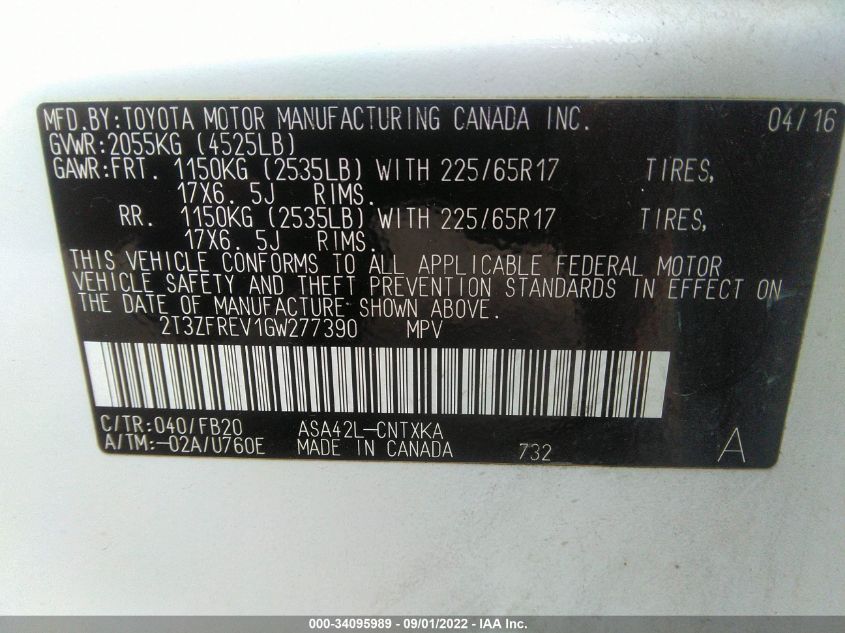 MFD.BY:TOYOTA MOTOR MANUFACTURING CANADA INC. 04/16
GVWR:2055KG (4525LB)
GAWR:FRT. 1150KG (2535LB) WITH 225/65R17 TIRES,
17X6. 5J RIMS.
RR. 1150KG (2535LB) WITH 225/65R17 TIRES,
17X6. 5J RIMS.
THIS VEHICLE CONFORMS TO ALL APPLICABLE FEDERAL MOTOR
VEHICLE SAFETY AND THEFT PREVENTION STANDARDS IN EFFECT ON
THE DATE OF MANUFACTURE SHOWN ABOVE.
2T3ZFREV1GW277390 MPV
C/TR:040/FB20 ASA42L-CNTXKA
A/TM:-02A/U760E MADE IN CANADA 732 A
000-34095989 - 09/01/2022 - IAA Inc.